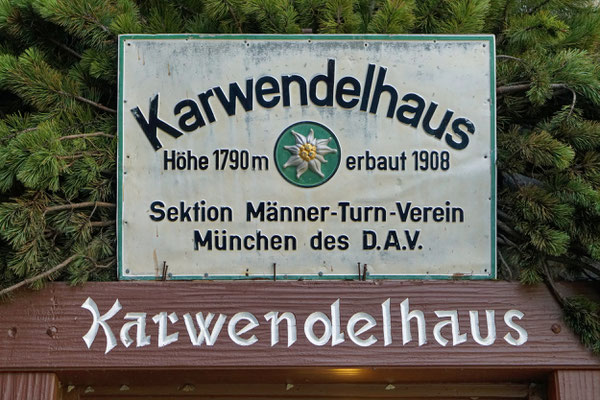 Karwendelhaus
Höhe 1790 m erbaut 1908
Sektion Männer-Turn-Verein
München des D.A.V.
Karwendelhaus